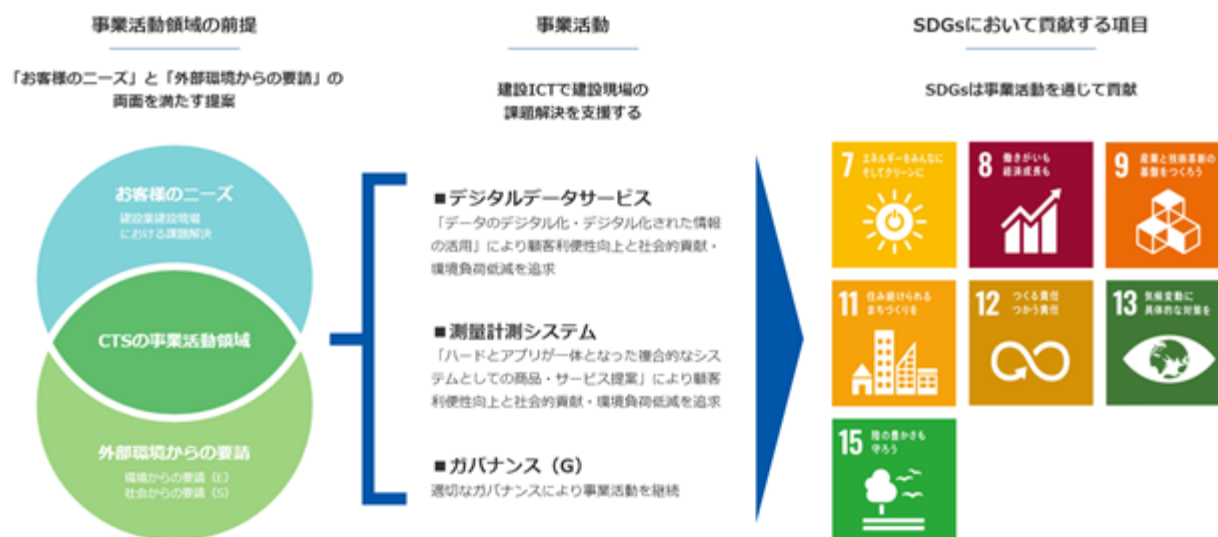 事業活動領域の前提
「お客様のニーズ」と「外部環境からの要請」の
両面を満たす提案
お客様のニーズ
建設業建設現場
における課題解決
CTSの事業活動領域
外部環境からの要請
環境からの要請（E）
社会からの要請（S）
事業活動
建設ICTで建設現場の
課題解決を支援する
■デジタルデータサービス
「データのデジタル化・デジタル化された情報
の活用」により顧客利便性向上と社会的貢献・
環境負荷低減を追求
■測量計測システム
「ハードとアプリが一体となった複合的なシス
テムとしての商品・サービス提案」により顧客
利便性向上と社会的貢献・環境負荷低減を追求
■ガバナンス（G）
適切なガバナンスにより事業活動を継続
SDGsにおいて貢献する項目
SDGsは事業活動を通じて貢献
7 エネルギーをみんなに
そしてクリーンに
8 働きがいも
経済成長も
9 産業と技術革新の
基盤をつくろう
11 住み続けられる
まちづくりを
12 つくる責任
つかう責任
13 気候変動に
具体的な対策を
15 陸の豊かさも
守ろう